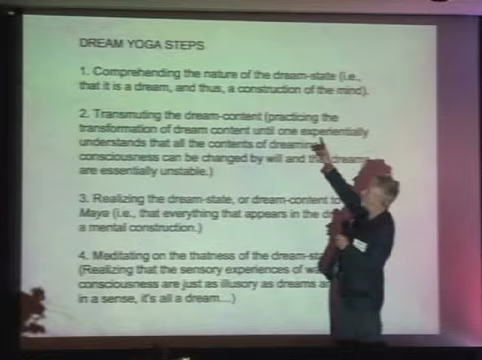 DREAM YOGA STEPS
1. Comprehending the nature of the dream-state (i.e.,
that it is a dream, and thus, a construction of the mind).
2. Transmuting the dream-content (practicing the
transformation of dream content until one experientially
understands that all the contents of dreaming
consciousness can be changed by will and that dreams
are essentially unstable.)
3. Realizing the dream-state, or dream-content to
Maya (i.e., that everything that appears in the
a mental construction.)
4. Meditating on the thatness of the
(Realizing that the sensory experiences of
consciousness are just as illusory as dreams
in a sense, it's all a dream....)